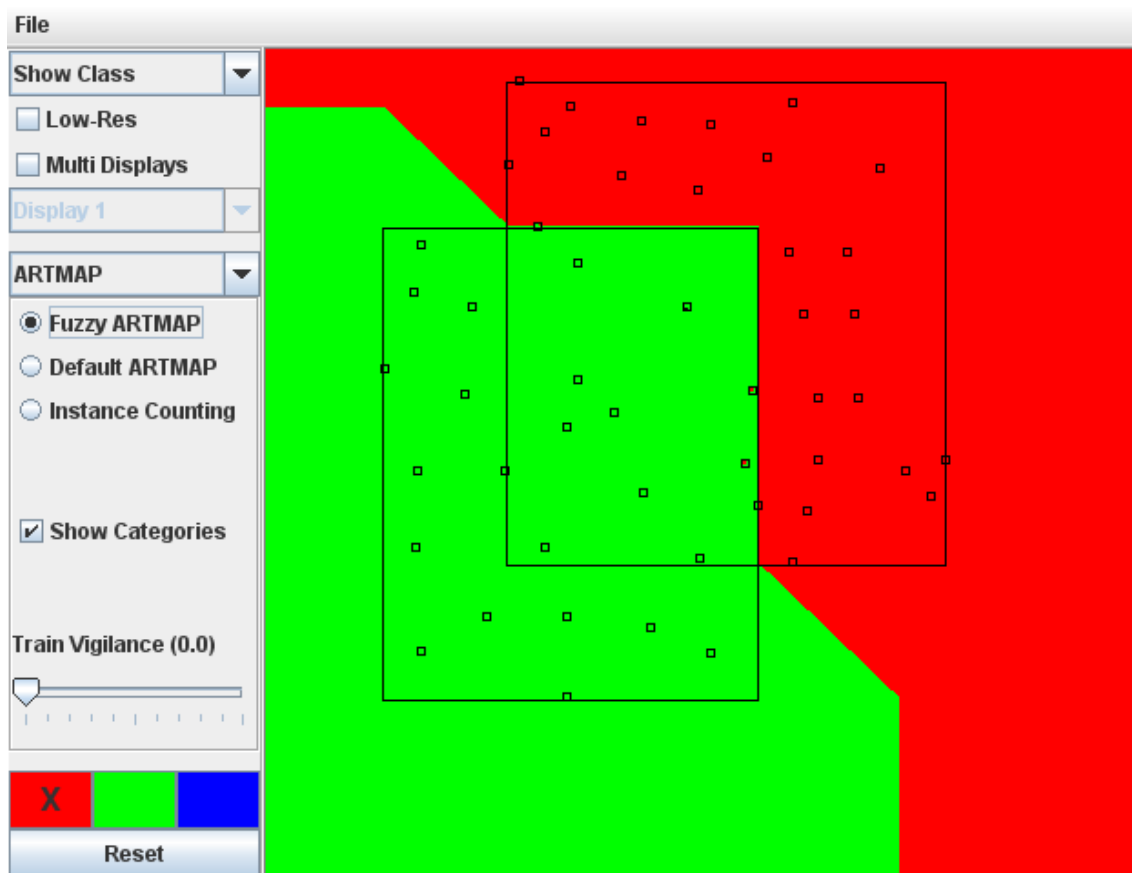 File
Show Class
Low-Res
Multi Displays
Display 1
ARTMAP
Fuzzy ARTMAP
Default ARTMAP
Instance Counting
Show Categories
Train Vigilance (0.0)
X
Reset